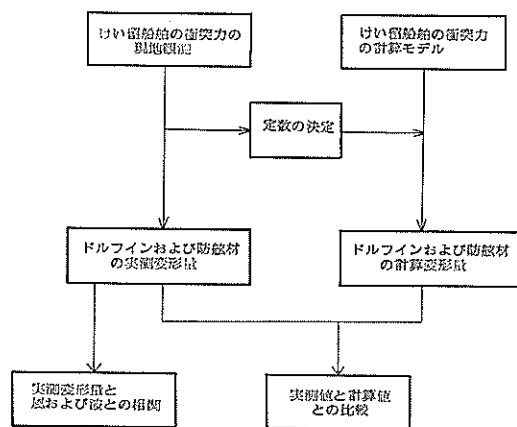 けい留船舶の衝突力の
現地観測
けい留船舶の衝突力
の計算モデル
定数の決定
ドルフインおよび防舷材
の実測変形量
ドルフインおよび防舷材
の計算変形量
実測変形量と
風および波との相関
実測値と計算値
との比較